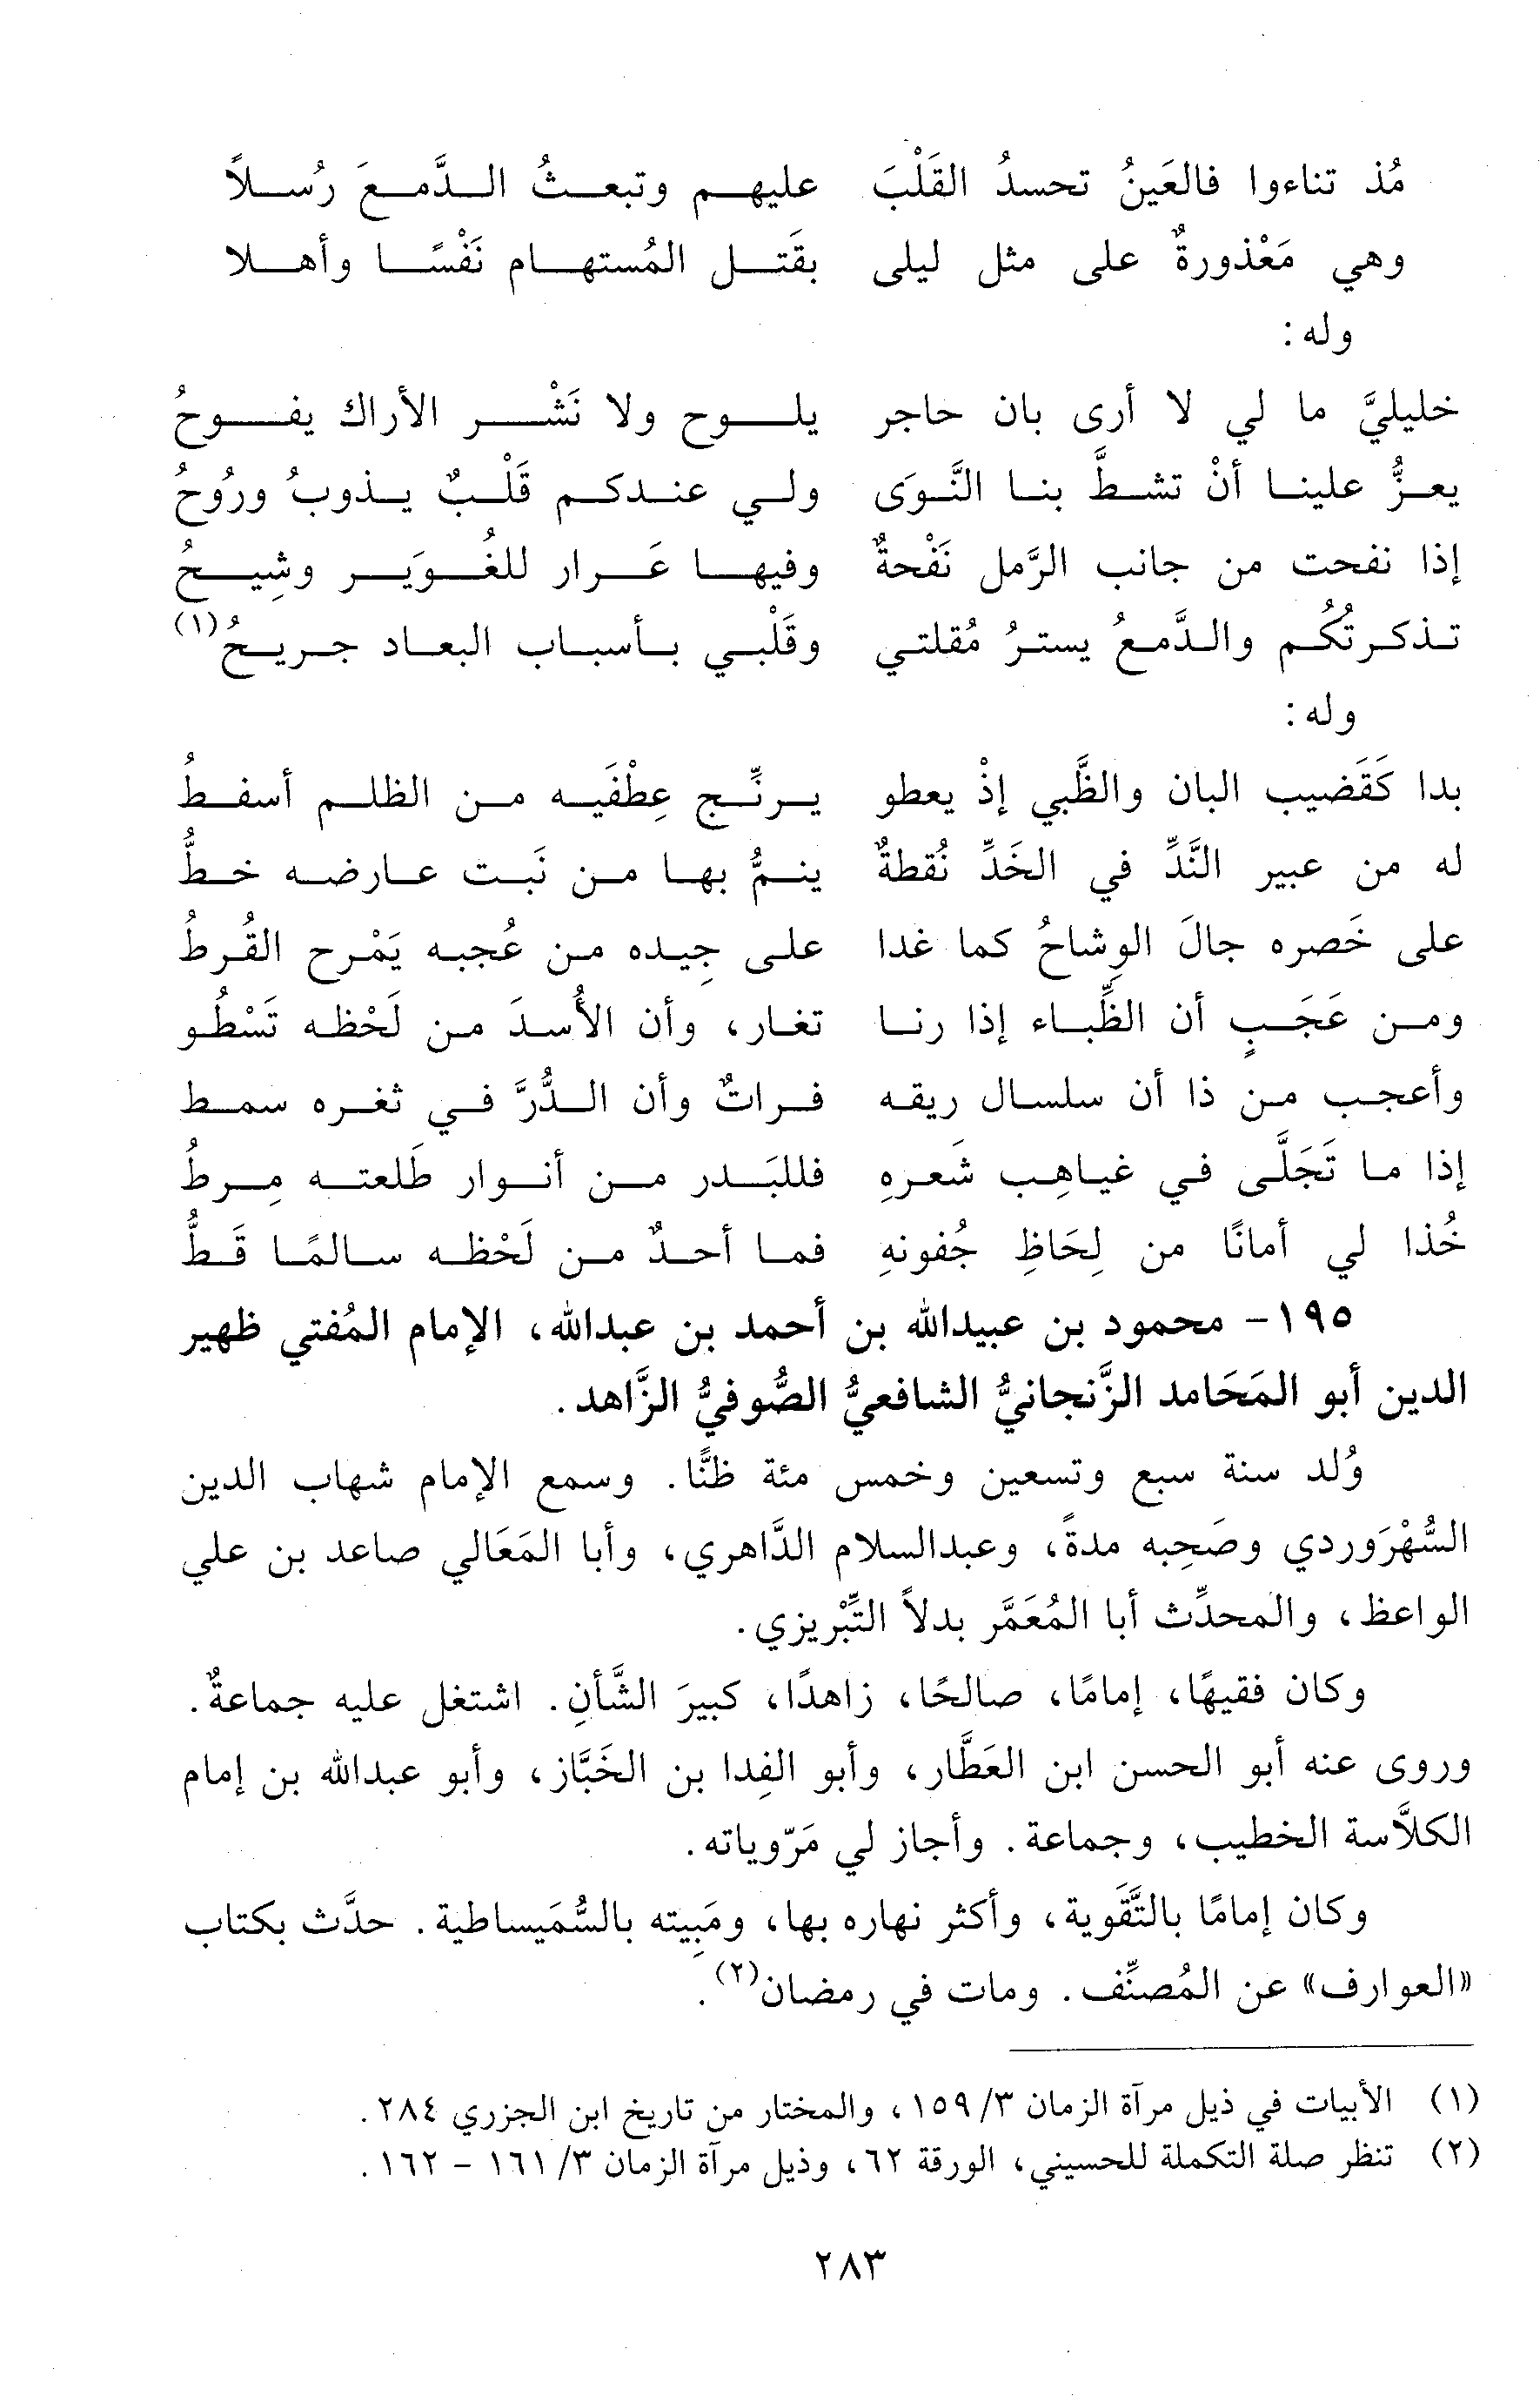 مُذ تناءوا فالعَينُ تحسدُ القَلْبَ عليهم وتبعثُ الدَّمعَ رُسلاً
وهي مَعْذورةٌ على مثل ليلى بقَتل المُستهام نَفْسًا وأهلا
وله:
خليليَّ ما لي لا أرى بان حاجر يلوح ولا نَشْر الأراك يفوحُ
يعزُّ علينا أنْ تشطَّ بنا النَّوَى ولي عندكم قَلْبٌ يذوبُ ورُوحُ
إذا نفحت من جانب الرَّمل نَفْحةٌ وفيها عَرار للغُوَير وشِيحُ
تذكرتُكُم والدَّمعُ يسترُ مُقلتي وقَلْبي بأسباب البعاد جريحُ(١)
وله:
بدا كَقَضيب البان والظَّبي إذْ يعطو يرنِّج عِطْفَيه من الظلم أسفطُ
له من عبير النَّدِّ في الخَدِّ نُقطةٌ ينمُّ بها من نَبت عارضه خطُّ
على خَصره جالَ الوِشاحُ كما غدا على جِيده من عُجبه يَمْرح القُرطُ
ومن عَجَبٍ أن الظِّباء إذا رنا تغار، وأن الأُسدَ من لَحْظه تَسْطُو
وأعجب من ذا أن سلسال ريقه فراتٌ وأن الدُّرَّ في ثغره سمط
إذا ما تَجَلَّى في غياهِب شَعرهِ فللبَدر من أنوار طَلعته مِرطُ
خُذا لي أمانًا من لِحَاظِ جُفونهِ فما أحدٌ من لَحْظه سالمًا قَطُّ
١٩٥- محمود بن عبيدالله بن أحمد بن عبدالله، الإمام المُفتي ظهير
الدين أبو المَحَامد الزَّنجانيُّ الشافعيُّ الصُّوفيُّ الزَّاهد.
وُلد سنة سبع وتسعين وخمس مئة ظنًّا. وسمع الإمام شهاب الدين
السُّهْرَوردي وصَحِبه مدةً، وعبدالسلام الدَّاهري، وأبا المَعَالي صاعد بن علي
الواعظ، والمحدِّث أبا المُعَمَّر بدلاً التِّبْريزي.
وكان فقيهًا، إمامًا، صالحًا، زاهدًا، كبيرَ الشَّأنِ. اشتغل عليه جماعةٌ.
وروى عنه أبو الحسن ابن العَطَّار، وأبو الفِدا بن الخَبَّاز، وأبو عبدالله بن إمام
الكلاَّسة الخطيب، وجماعة. وأجاز لي مَرّوياته.
وكان إمامًا بالتَّقَوية، وأكثر نهاره بها، ومَبِيته بالسُّمَيساطية. حدَّث بكتاب
«العوارف» عن المُصنِّف. ومات في رمضان(٢).
(١) الأبيات في ذيل مرآة الزمان ٣/ ١٥٩، والمختار من تاريخ ابن الجزري ٢٨٤.
(٢) تنظر صلة التكملة للحسيني، الورقة ٦٢، وذيل مرآة الزمان ٣/ ١٦١ - ١٦٢.
٢٨٣